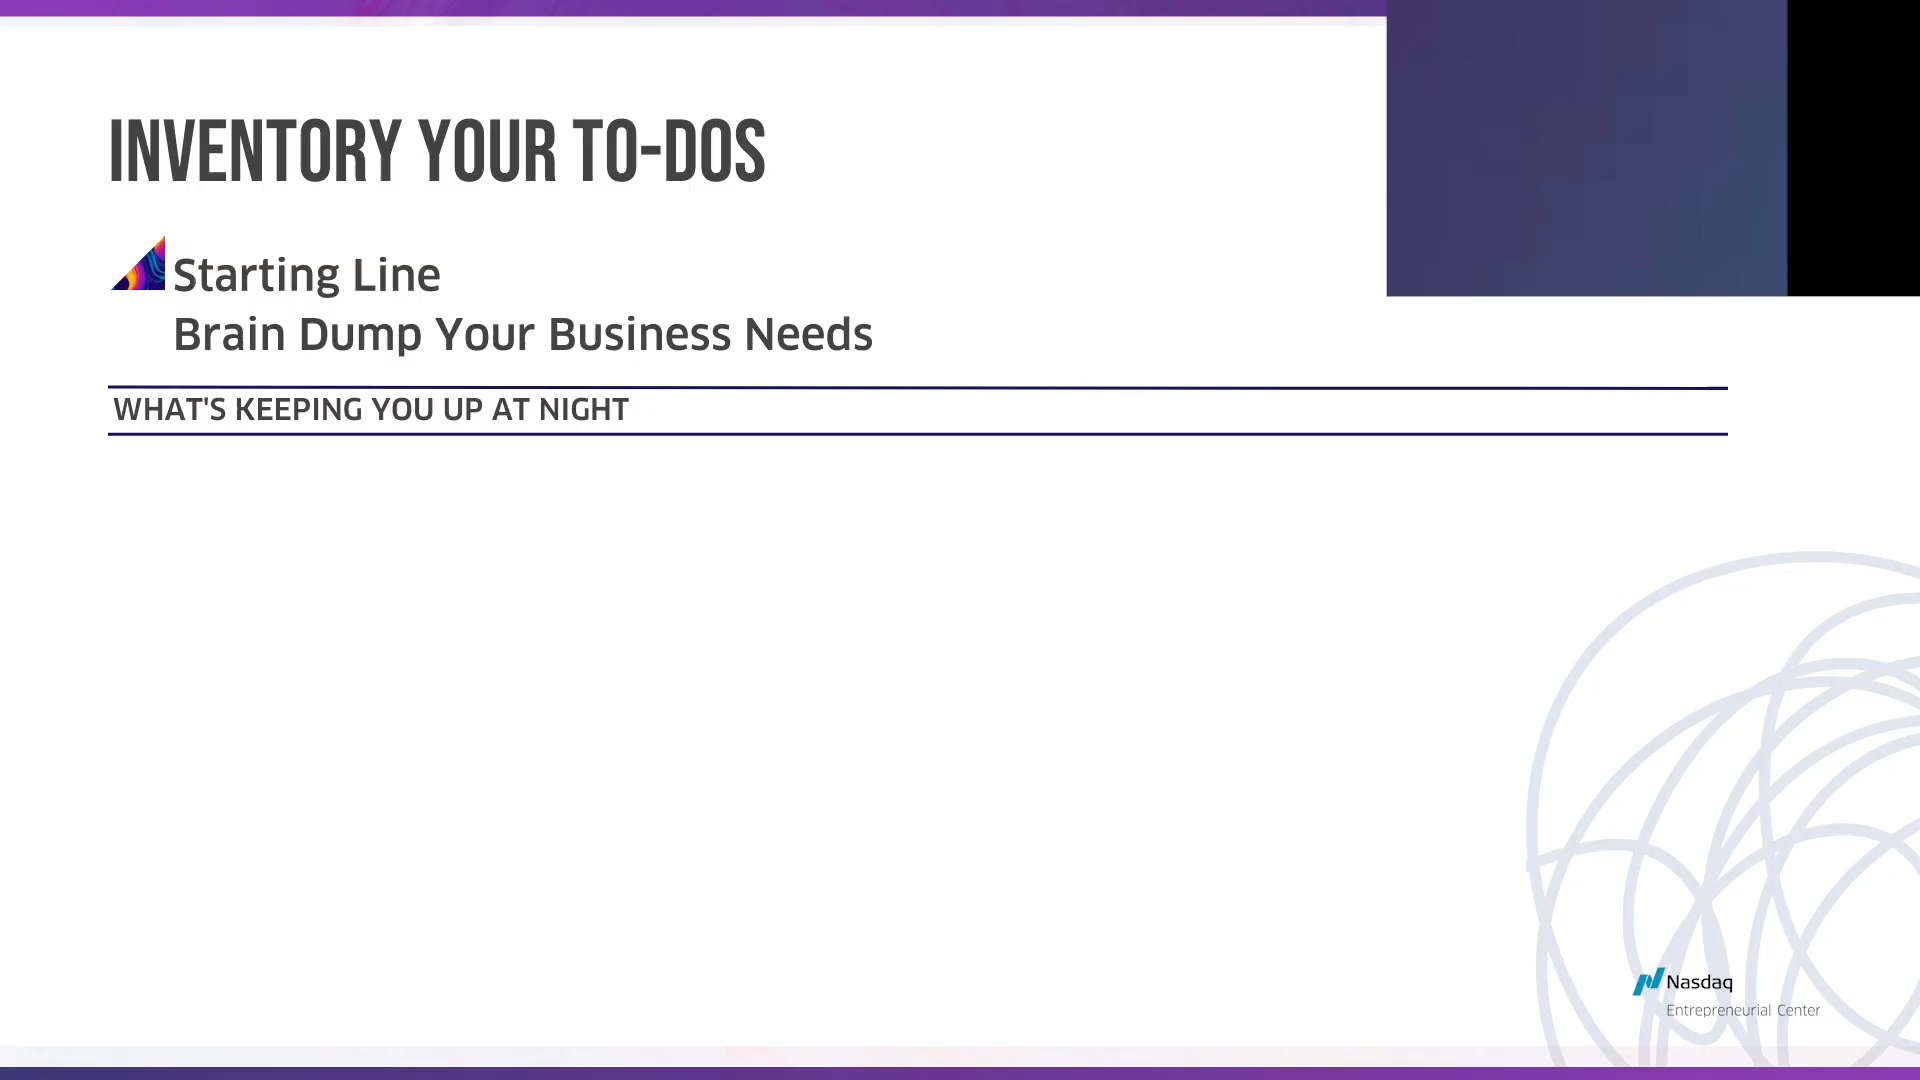 INVENTORY YOUR TO-DOS
Starting Line
Brain Dump Your Business Needs
WHAT'S KEEPING YOU UP AT NIGHT
Nasdaq
Entrepreneurial Center